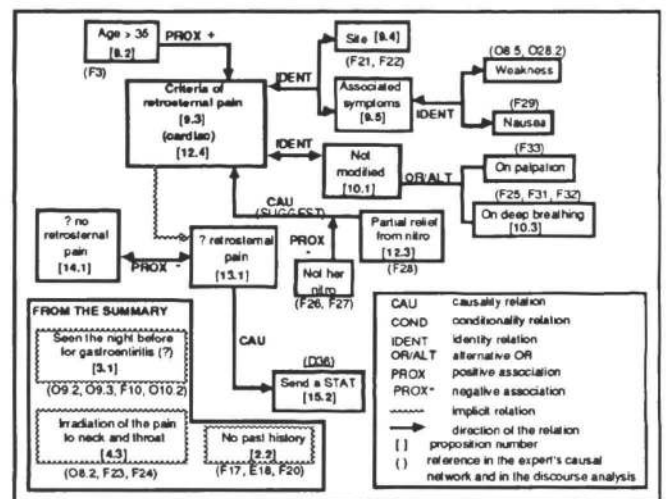 Age > 35
[9.2]
(F3)
PROX +
Criteria of
retrosternal pain
[9.3]
(cardiac)
[12.4]
IDENT
Site [9.4]
(F21, F22)
Associated
symptoms
[9.5]
IDENT
(O8.5, O28.2)
Weakness
(F29)
Nausea
IDENT
Not
modified
[10.1]
OR/ALT
(F33)
On palpation
(F25, F31, F32)
On deep breathing
[10.3]
CAU
(SUGGEST)
PROX
-
Partial relief
from nitro
[12.3]
(F28)
Not her
nitro
(F26, F27)
? no
retrosternal
pain
[14.1]
PROX -
? retrosternal
pain
[13.1]
CAU
(D36)
Send a STAT
[15.2]
FROM THE SUMMARY
Seen the night before
for gastroentiritis (?)
[3.1]
(O9.2, O9.3, F10, O10.2)
Irradiation of the pain
to neck and throat
[4.3]
(O8.2, F23, F24)
No past history
[2.2]
(F17, E18, F20)
CAU causality relation
COND conditionality relation
IDENT identity relation
OR/ALT alternative OR
PROX positive association
PROX- negative association
implicit relation
direction of the relation
[ ] proposition number
( ) reference in the expert's causal
network and in the discourse analysis